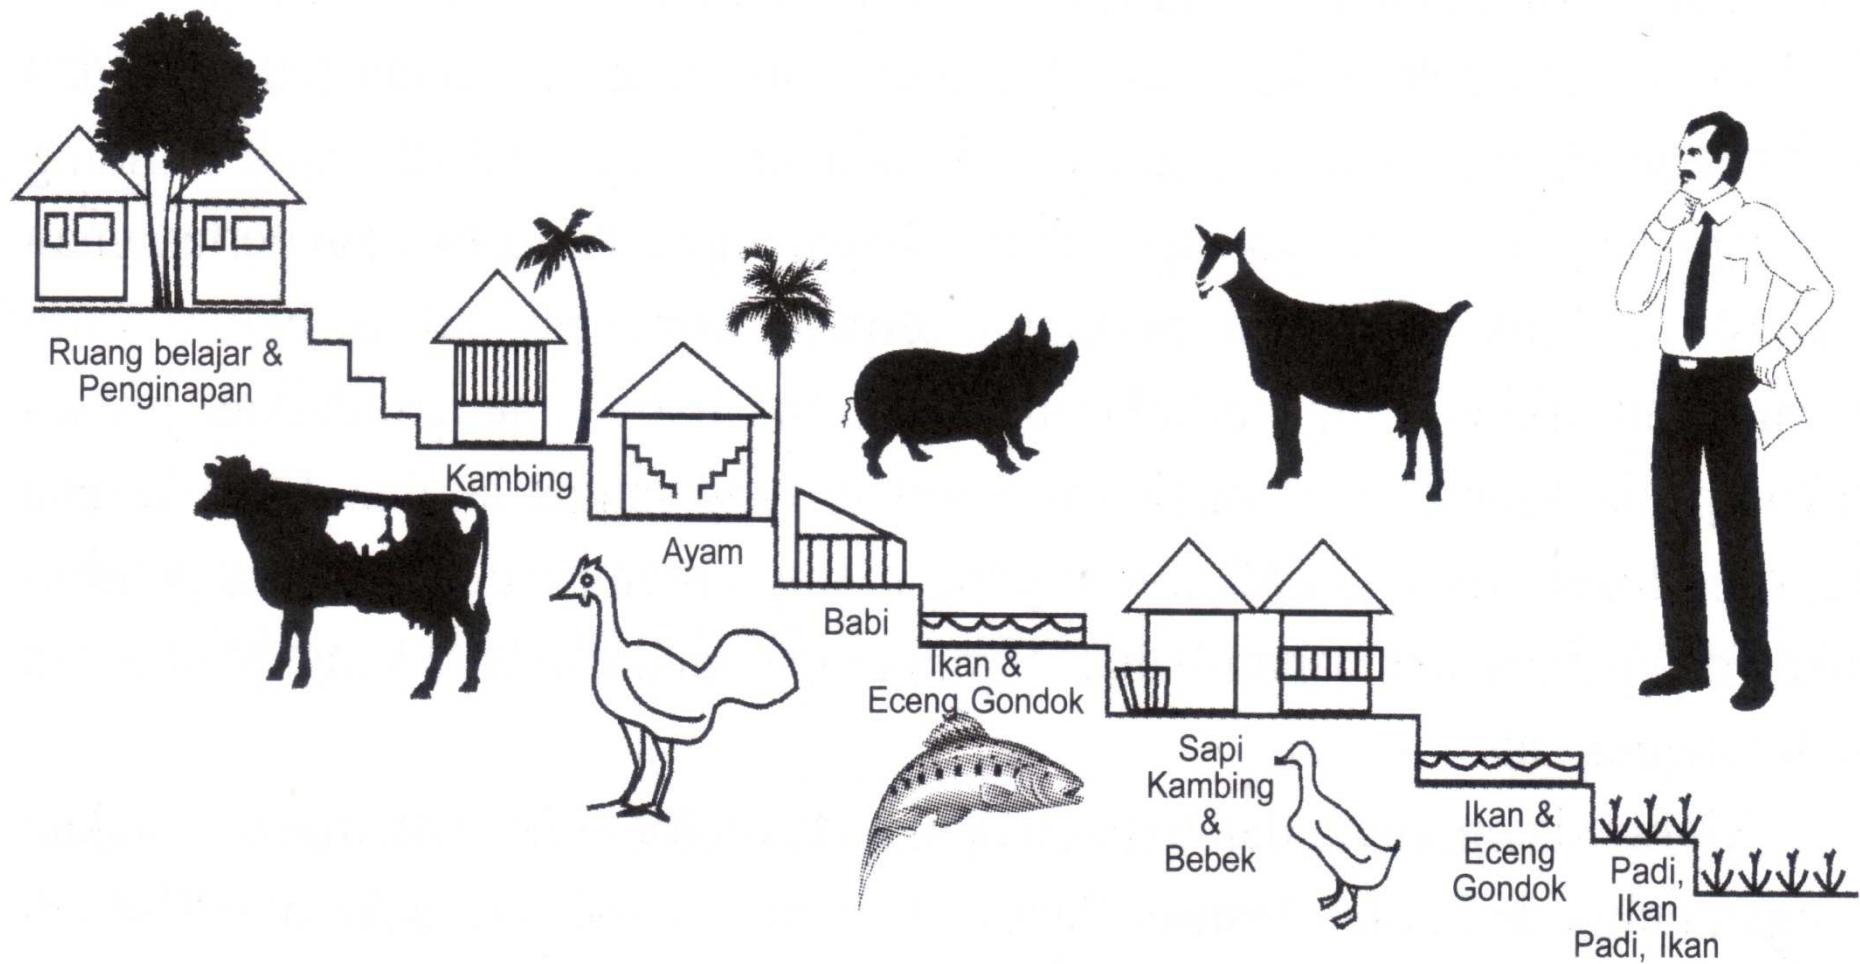 Ruang belajar &
Penginapan
Kambing
Ayam
Babi
Ikan &
Eceng Gondok
Sapi
Kambing
&
Bebek
Ikan &
Eceng
Gondok
Padi,
Ikan
Padi, Ikan